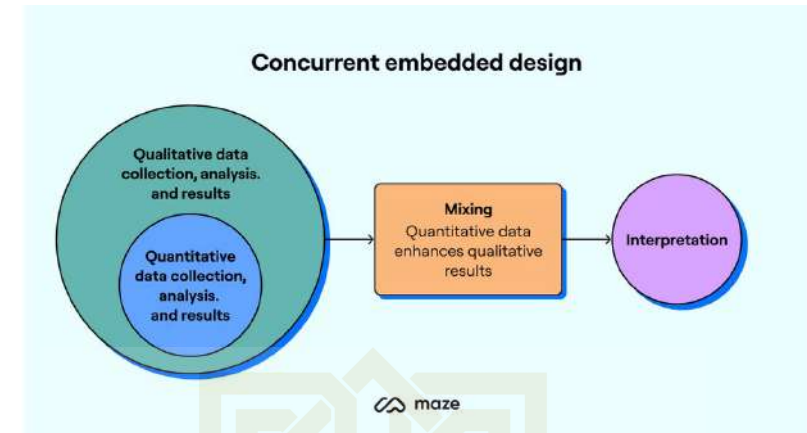 Concurrent embedded design
Qualitative data
collection, analysis.
and results
Quantitative
data collection,
analysis.
and results
Mixing
Quantitative data
enhances qualitative
results
Interpretation
maze